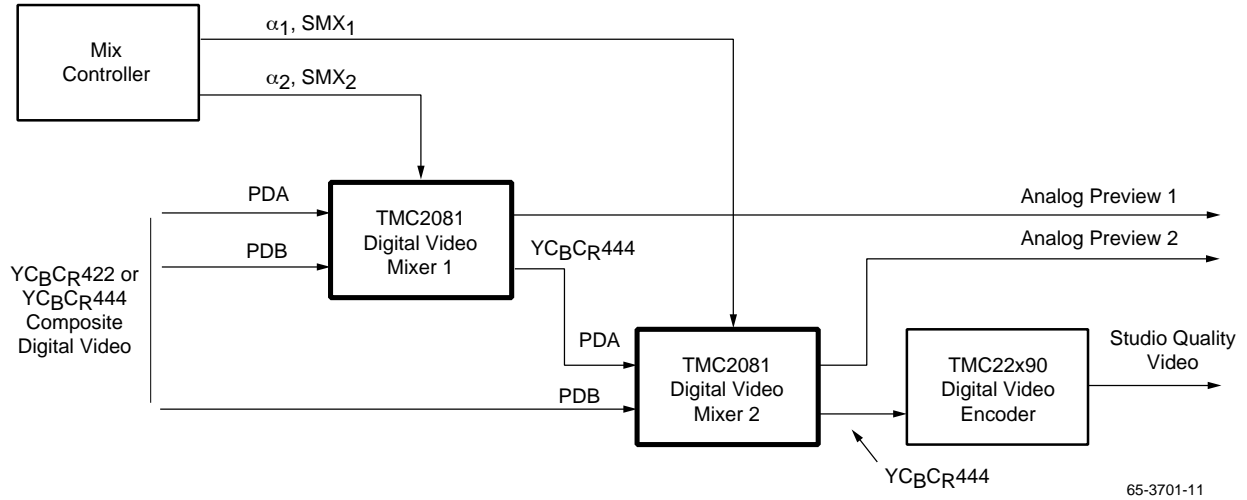 Mix
Controller
α1, SMX1
α2, SMX2
PDA
PDB
YCBCR422 or
YCBCR444
Composite
Digital Video
TMC2081
Digital Video
Mixer 1
YCBCR444
Analog Preview 1
Analog Preview 2
PDA
PDB
TMC2081
Digital Video
Mixer 2
TMC22x90
Digital Video
Encoder
Studio Quality
Video
YCBCR444
65-3701-11